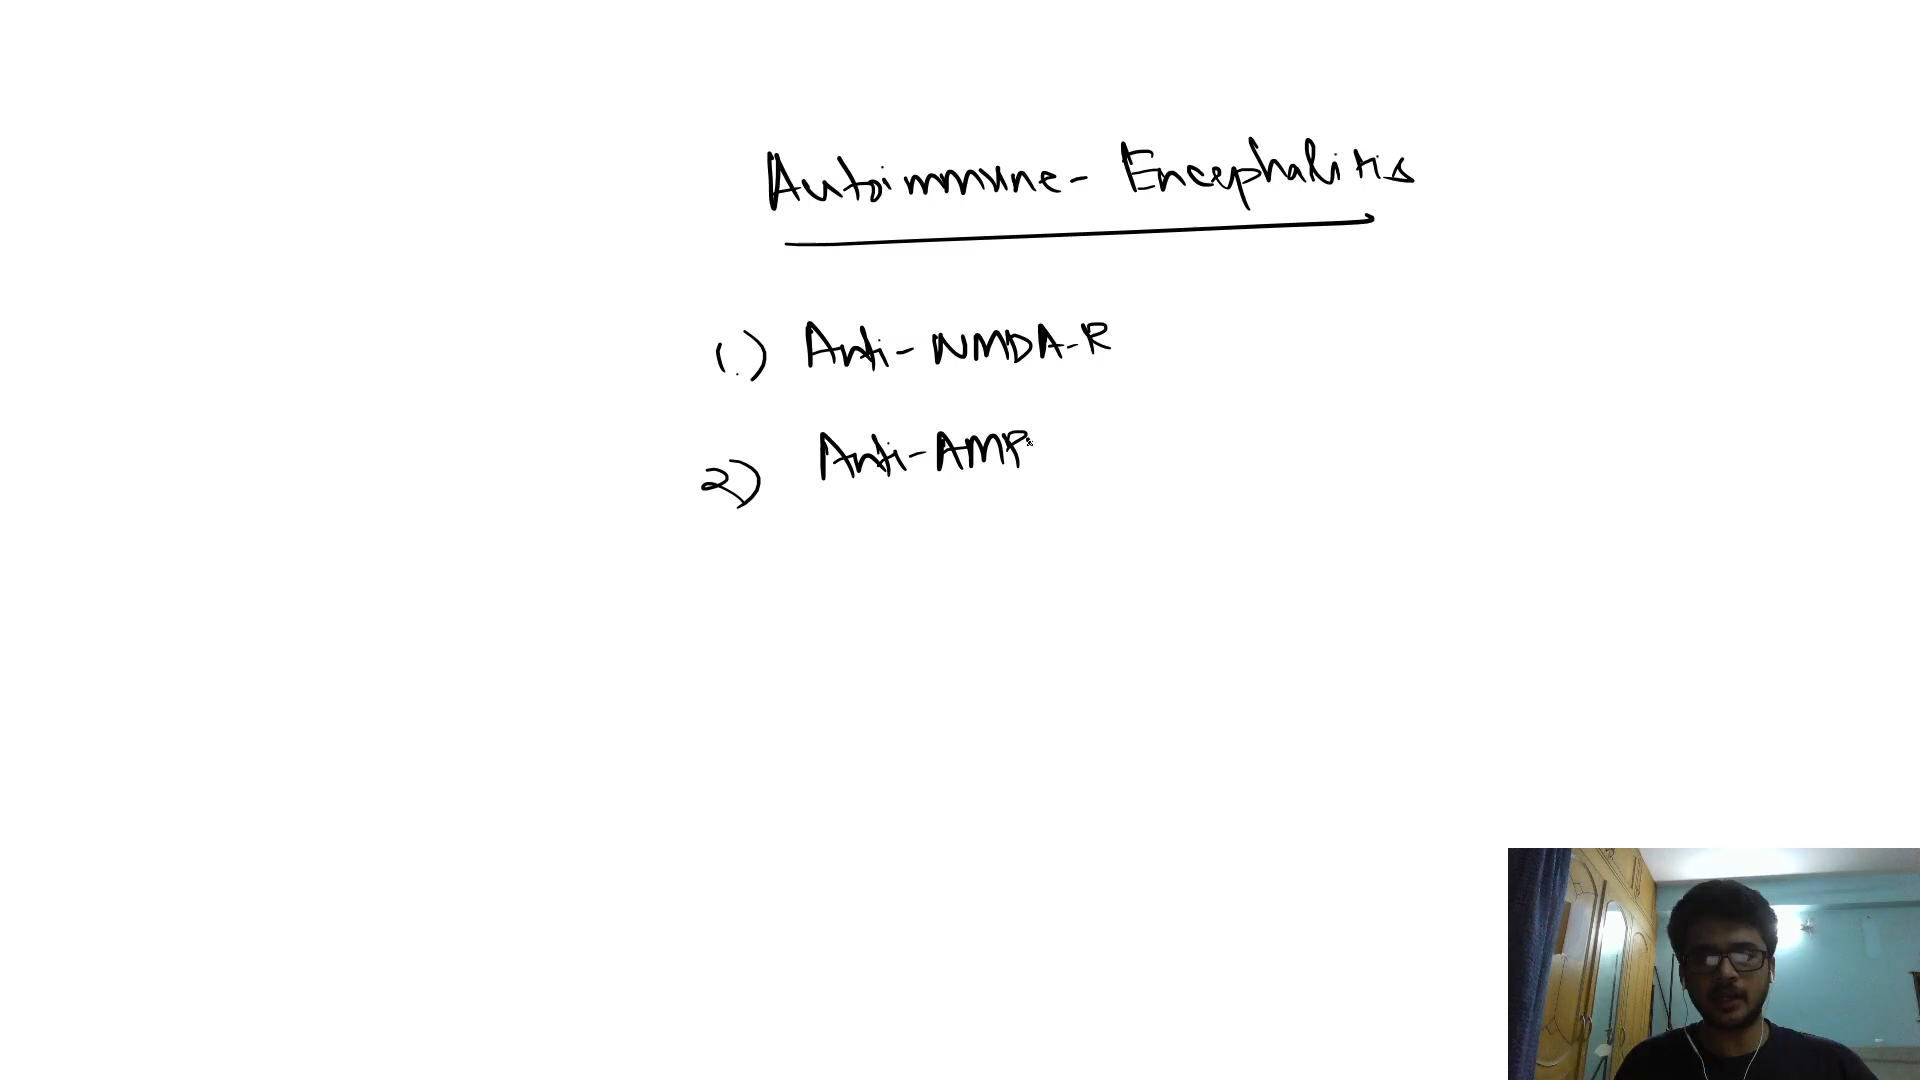 Autoimmune - Encephalitis
1.) Anti - NMDA-R
2) Anti - AMP